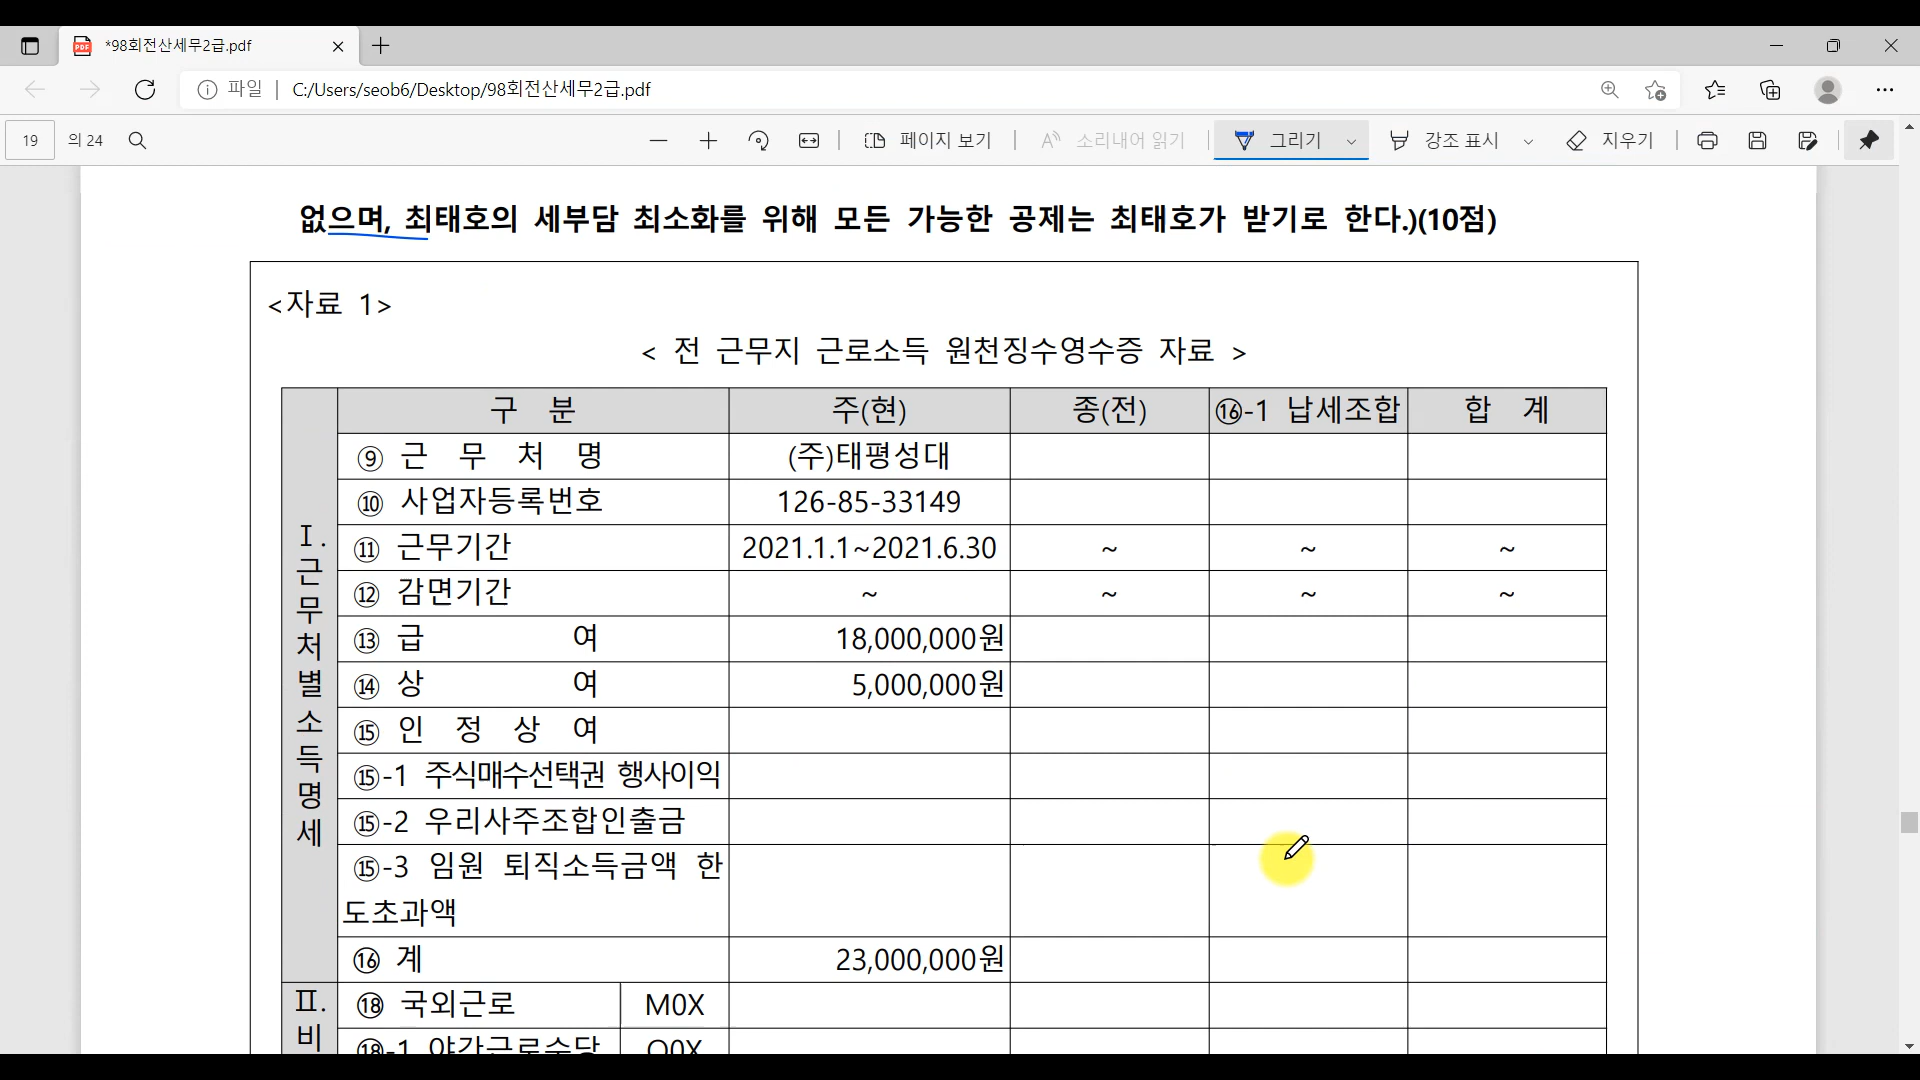 *98회전산세무2급.pdf
파일 C:/Users/seob6/Desktop/98회전산세무2급.pdf
19 의 24 페이지 보기 소리내어 읽기 그리기 강조 표시 지우기
없으며, 최태호의 세부담 최소화를 위해 모든 가능한 공제는 최태호가 받기로 한다.)(10점)
<자료 1>
< 전 근무지 근로소득 원천징수영수증 자료 >
구 분 주(현) 종(전) ⑯-1 납세조합 합 계
Ⅰ. 근무처별소득명세
⑨ 근 무 처 명 (주)태평성대
⑩ 사업자등록번호 126-85-33149
⑪ 근무기간 2021.1.1~2021.6.30 ~ ~ ~
⑫ 감면기간 ~ ~ ~ ~
⑬ 급 여 18,000,000원
⑭ 상 여 5,000,000원
⑮ 인 정 상 여
⑮-1 주식매수선택권 행사이익
⑮-2 우리사주조합인출금
⑮-3 임원 퇴직소득금액 한
도초과액
⑯ 계 23,000,000원
Ⅱ. 비
⑱ 국외근로 M0X
⑱-1 야간근로수당 O0X